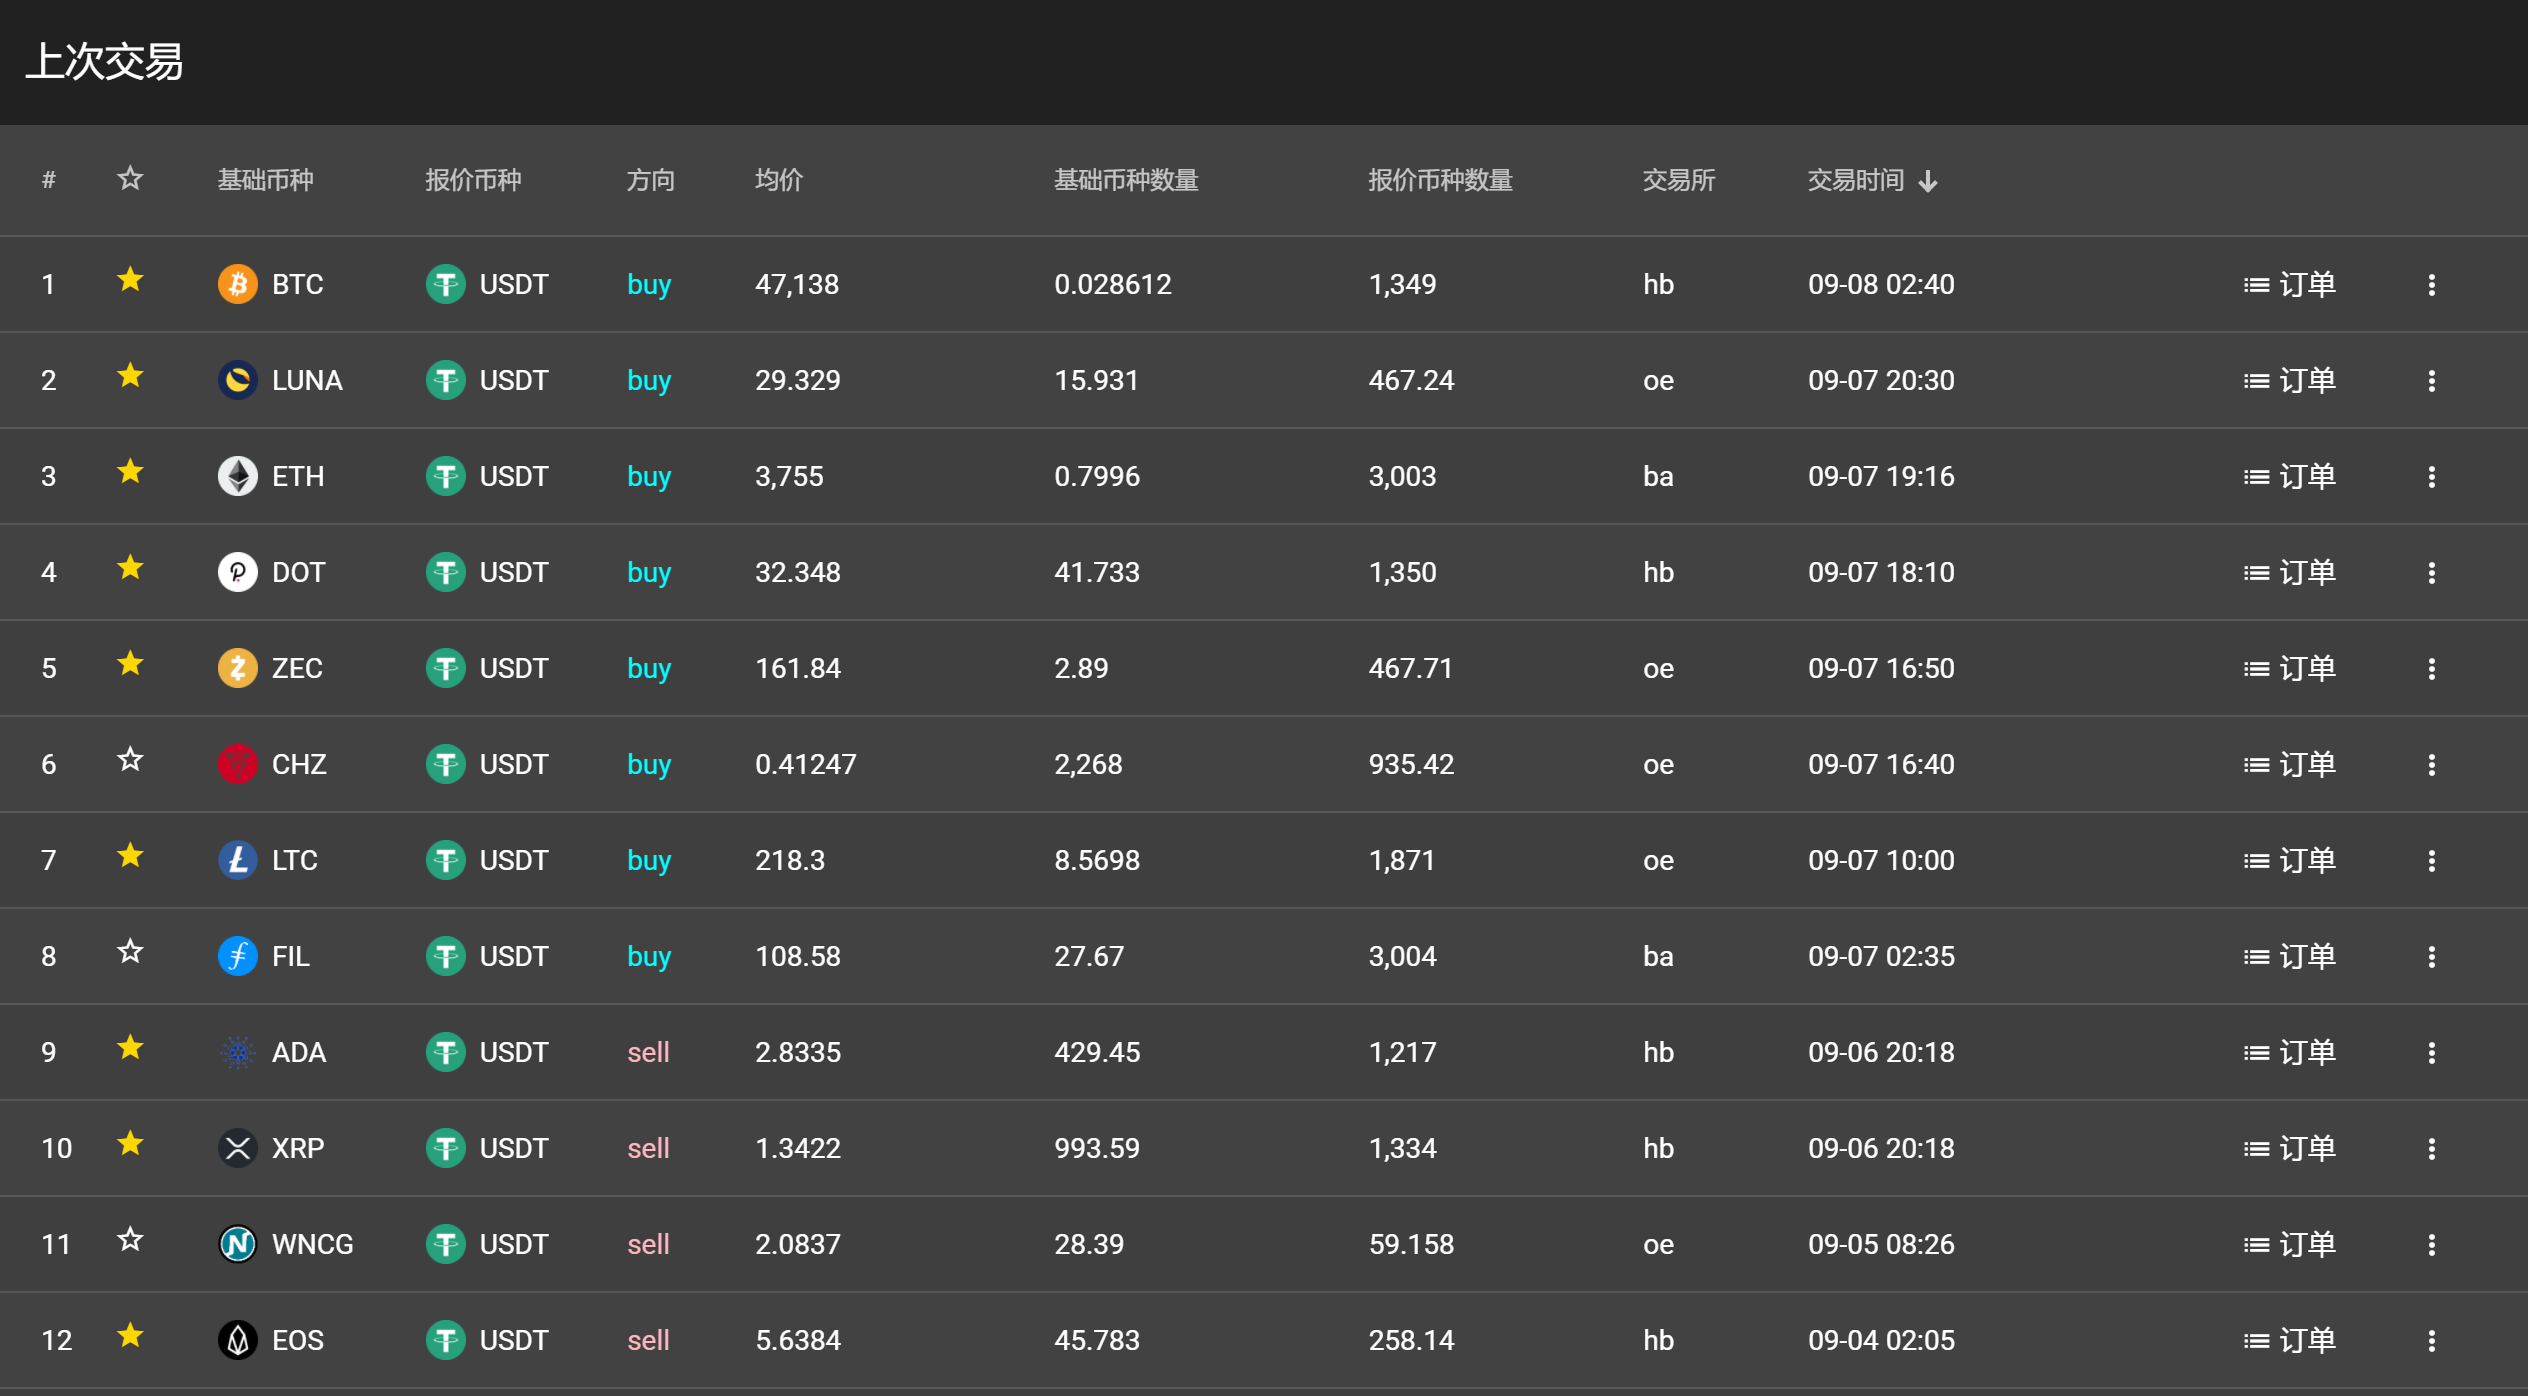 上次交易
# 基础币种 报价币种 方向 均价 基础币种数量 报价币种数量 交易所 交易时间
1 BTC USDT buy 47,138 0.028612 1,349 hb 09-08 02:40 订单
2 LUNA USDT buy 29.329 15.931 467.24 oe 09-07 20:30 订单
3 ETH USDT buy 3,755 0.7996 3,003 ba 09-07 19:16 订单
4 DOT USDT buy 32.348 41.733 1,350 hb 09-07 18:10 订单
5 ZEC USDT buy 161.84 2.89 467.71 oe 09-07 16:50 订单
6 CHZ USDT buy 0.41247 2,268 935.42 oe 09-07 16:40 订单
7 LTC USDT buy 218.3 8.5698 1,871 oe 09-07 10:00 订单
8 FIL USDT buy 108.58 27.67 3,004 ba 09-07 02:35 订单
9 ADA USDT sell 2.8335 429.45 1,217 hb 09-06 20:18 订单
10 XRP USDT sell 1.3422 993.59 1,334 hb 09-06 20:18 订单
11 WNCG USDT sell 2.0837 28.39 59.158 oe 09-05 08:26 订单
12 EOS USDT sell 5.6384 45.783 258.14 hb 09-04 02:05 订单